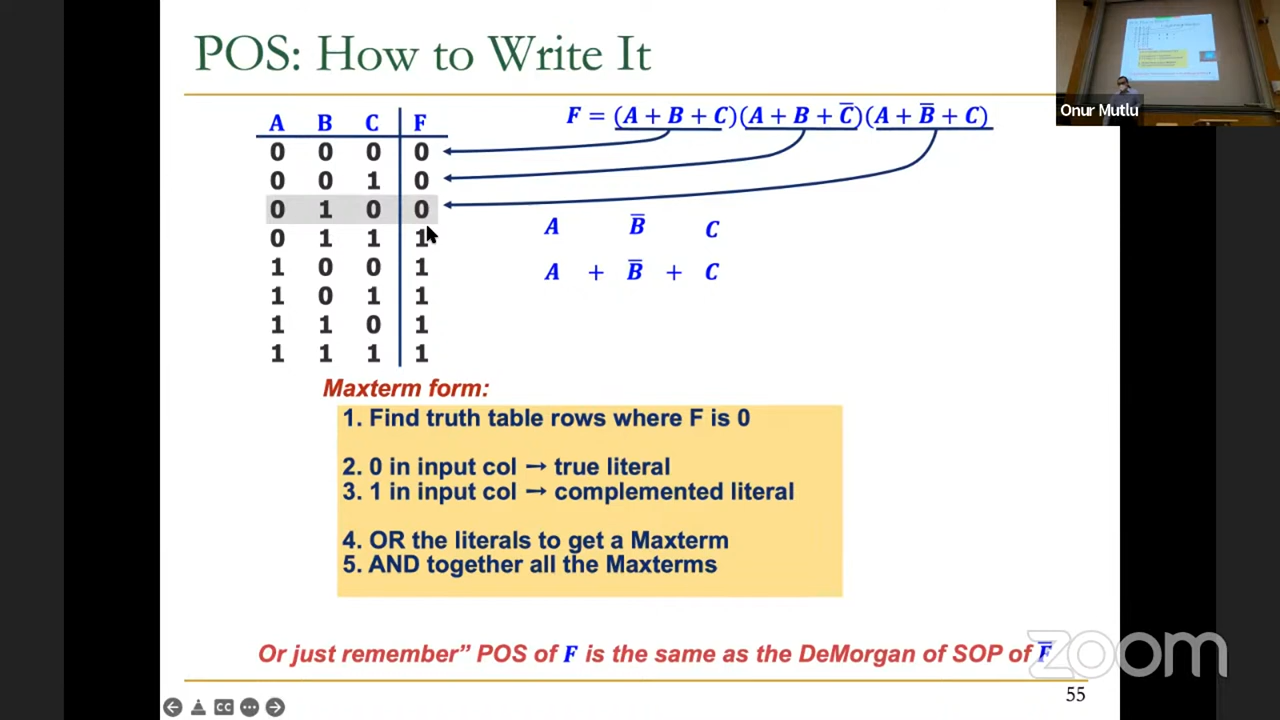 POS: How to Write It
Onur Mutlu
F = (A + B + C)(A + B + C̅)(A + B̅ + C)
A B C F
0 0 0 0
0 0 1 0
0 1 0 0
0 1 1 1
1 0 0 1
1 0 1 1
1 1 0 1
1 1 1 1
A B̅ C
A + B̅ + C
Maxterm form:
1. Find truth table rows where F is 0
2. 0 in input col → true literal
3. 1 in input col → complemented literal
4. OR the literals to get a Maxterm
5. AND together all the Maxterms
Or just remember” POS of F is the same as the DeMorgan of SOP of F̅
zoom
CC
55